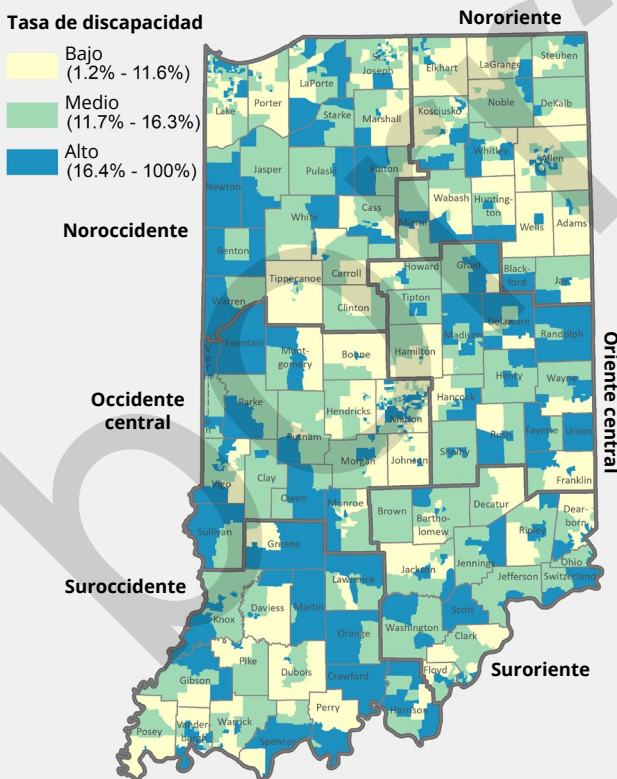 Tasa de discapacidad
Bajo
(1.2% - 11.6%)
Medio
(11.7% - 16.3%)
Alto
(16.4% - 100%)
Nororiente
Noroccidente
Occidente
central
Oriente central
Suroccidente
Suroriente
Lake
Porter
LaPorte
St.
Joseph
Elkhart
LaGrange
Steuben
Noble
DeKalb
Kosciusko
Starke
Marshall
Whitley
Allen
Jasper
Pulaski
Fulton
Newton
Wabash
Hunting-
ton
Wells
Adams
Miami
Cass
White
Benton
Carroll
Howard
Grant
Black-
ford
Jay
Tippecanoe
Warren
Clinton
Tipton
Delaware
Randolph
Madison
Fountain
Mont-
gomery
Boone
Hamilton
Henry
Wayne
Parke
Hendricks
Marion
Hancock
Putnam
Rush
Fayette
Union
Morgan
Johnson
Shelby
Franklin
Vigo
Clay
Owen
Monroe
Brown
Bartho-
lomew
Decatur
Dear-
born
Ripley
Sullivan
Greene
Jackson
Jennings
Ohio
Jefferson
Switzerland
Lawrence
Knox
Daviess
Martin
Scott
Orange
Washington
Clark
Pike
Dubois
Gibson
Crawford
Floyd
Harrison
Perry
Posey
Vander-
burgh
Warrick
Spencer